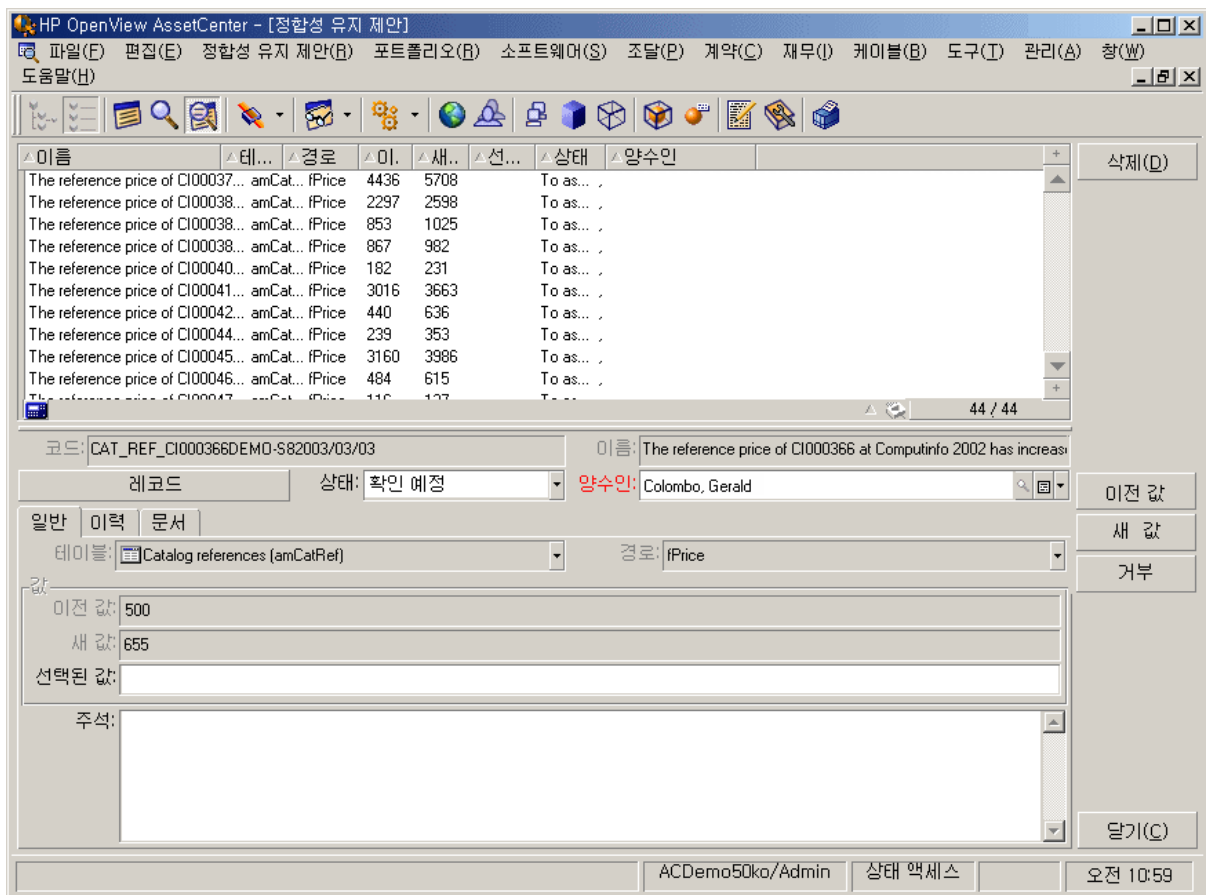 HP OpenView AssetCenter - [정합성 유지 제안]
파일(F) 편집(E) 정합성 유지 제안(R) 포트폴리오(R) 소프트웨어(S) 조달(P) 계약(C) 재무(I) 케이블(B) 도구(T) 관리(A) 창(W)
도움말(H)
이름 테... 경로 이. 새.. 선... 상태 양수인
삭제(D)
The reference price of CI00037... amCat... fPrice 4436 5708 To as... ,
The reference price of CI00038... amCat... fPrice 2297 2598 To as... ,
The reference price of CI00038... amCat... fPrice 853 1025 To as... ,
The reference price of CI00038... amCat... fPrice 867 982 To as... ,
The reference price of CI00040... amCat... fPrice 182 231 To as... ,
The reference price of CI00041... amCat... fPrice 3016 3663 To as... ,
The reference price of CI00042... amCat... fPrice 440 636 To as... ,
The reference price of CI00044... amCat... fPrice 239 353 To as... ,
The reference price of CI00045... amCat... fPrice 3160 3986 To as... ,
The reference price of CI00046... amCat... fPrice 484 615 To as... ,
44 / 44
코드: CAT_REF_CI000366DEMO-S82003/03/03 이름: The reference price of CI000366 at Computinfo 2002 has increas
레코드 상태: 확인 예정 양수인: Colombo, Gerald
이전 값
일반 이력 문서
새 값
테이블: Catalog references (amCatRef) 경로: fPrice
거부
값
이전 값: 500
새 값: 655
선택된 값:
주석:
닫기(C)
ACDemo50ko/Admin 상태 액세스 오전 10:59